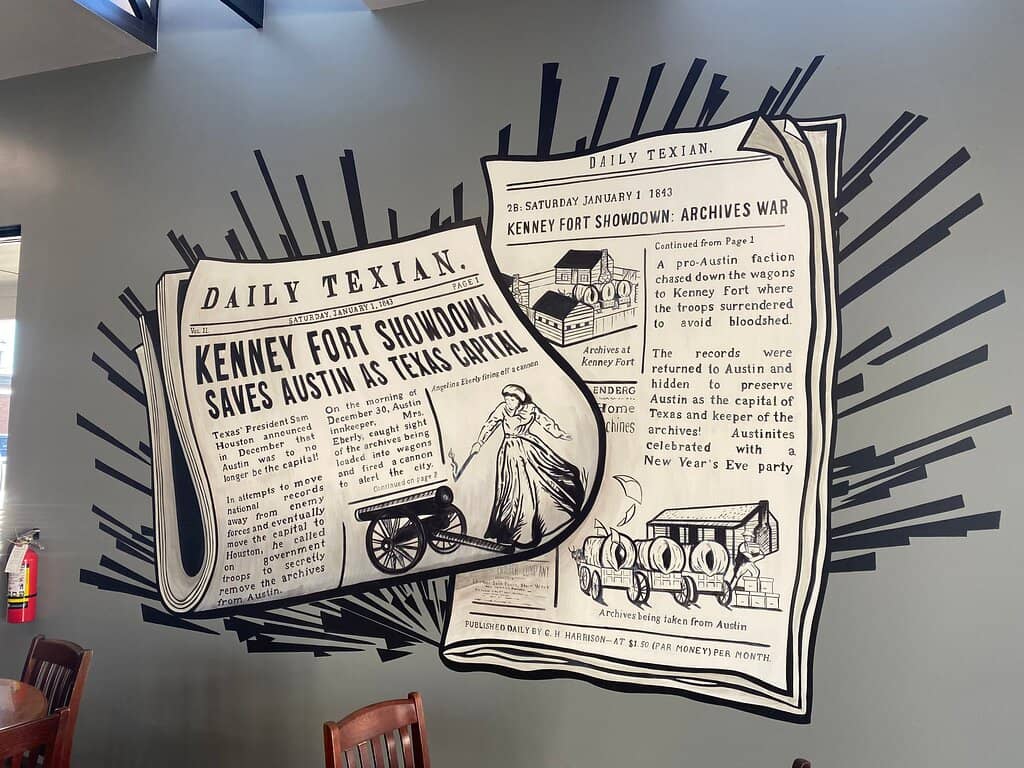 DAILY TEXIAN.
Vol. II.
SATURDAY, JANUARY 1, 1843
PAGE 1
KENNEY FORT SHOWDOWN
SAVES AUSTIN AS TEXAS CAPITAL
Texas' President Sam
Houston announced
in December that
Austin was to no
longer be the capital!
In attempts to move
national records
away from enemy
forces and eventually
move the capital to
Houston, he called
on government
troops to secretly
remove the archives
from Austin.
On the morning of
December 30, Austin
innkeeper, Mrs.
Eberly, caught sight
of the archives being
loaded into wagons
and fired a cannon
to alert the city.
Continued on page 2
Angelina Eberly firing off a cannon
DAILY TEXIAN.
2B: SATURDAY JANUARY 1 1843
KENNEY FORT SHOWDOWN: ARCHIVES WAR
Archives at
Kenney Fort
ENDERG
Home
chines
Continued from Page 1
A pro-Austin faction
chased down the wagons
to Kenney Fort where
the troops surrendered
to avoid bloodshed.
The records were
returned to Austin and
hidden to preserve
Austin as the capital of
Texas and keeper of the
archives! Austinites
celebrated with a
New Year's Eve party
COMPANY
Archives being taken from Austin
PUBLISHED DAILY BY G. H. HARRISON—AT $1.50 (PAR MONEY) PER MONTH.